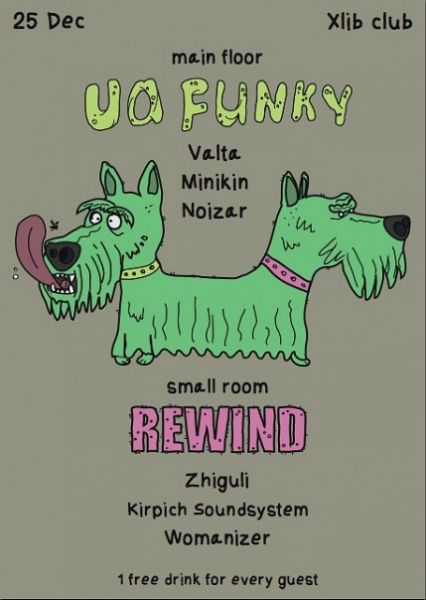 25 Dec Xlib club
main floor
UA FUNKY
Valta
Minikin
Noizar
small room
REWIND
Zhiguli
Kirpich Soundsystem
Womanizer
1 free drink for every guest